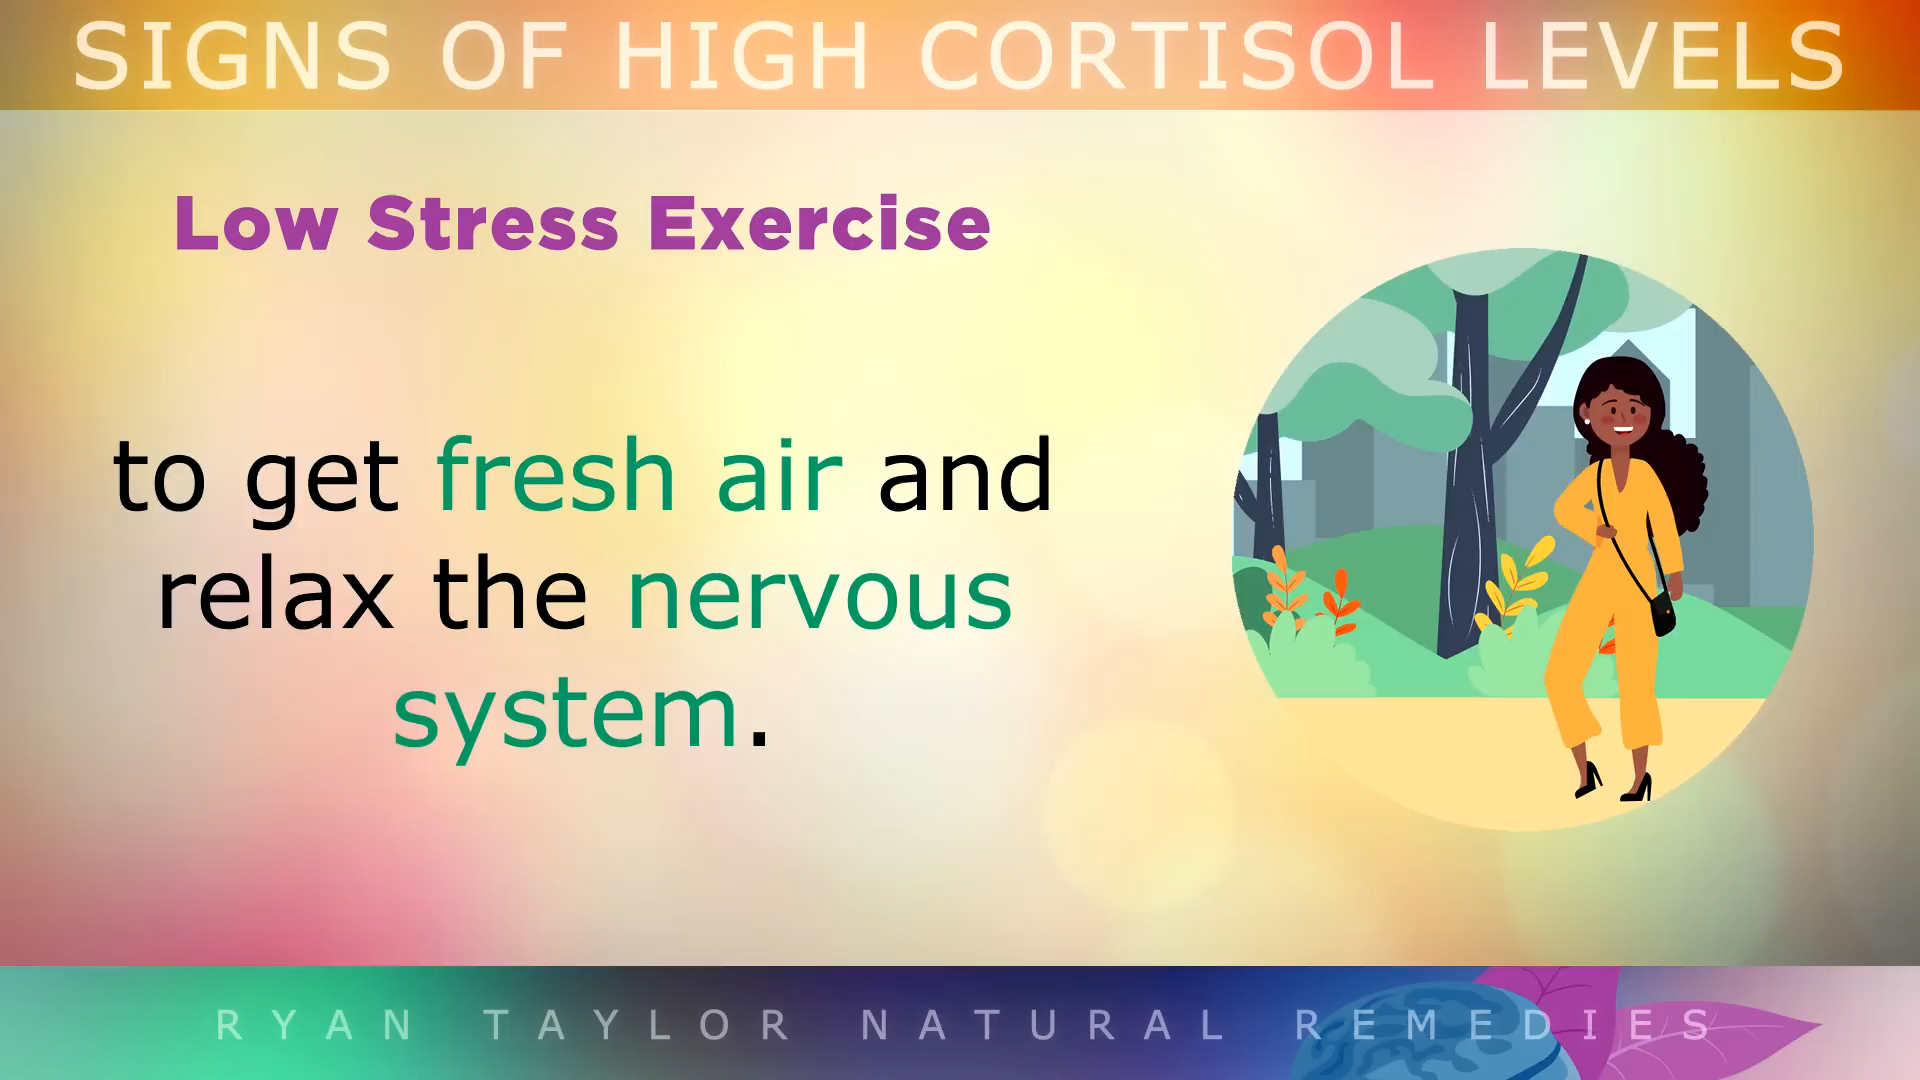 SIGNS OF HIGH CORTISOL LEVELS
Low Stress Exercise
to get fresh air and
relax the nervous
system.
RYAN TAYLOR NATURAL REMEDIES